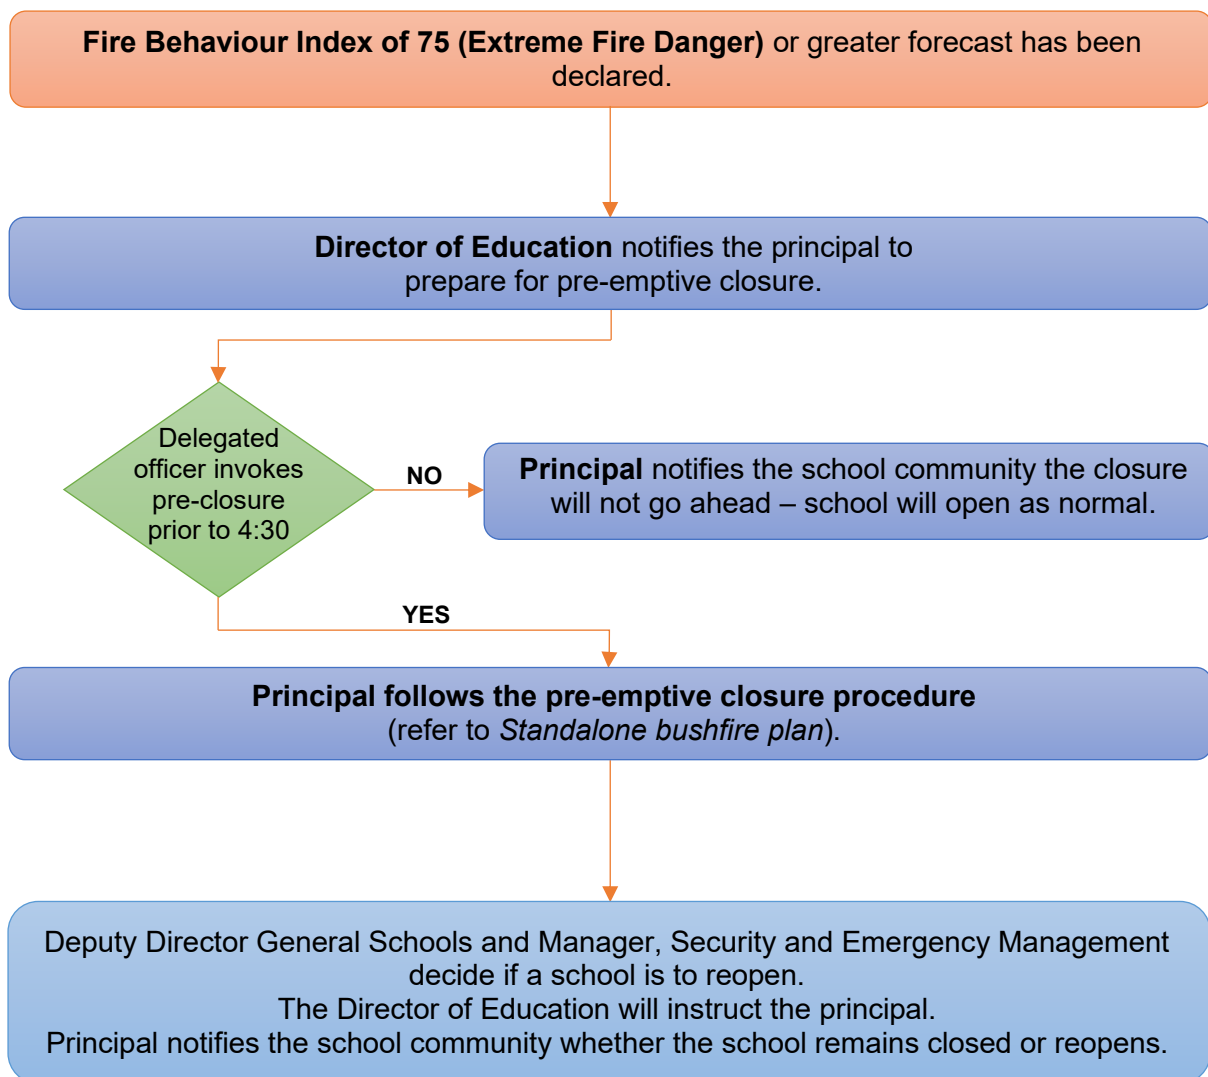 Fire Behaviour Index of 75 (Extreme Fire Danger) or greater forecast has been
declared.
Director of Education notifies the principal to
prepare for pre-emptive closure.
Delegated
officer invokes
pre-closure
prior to 4:30
NO
Principal notifies the school community the closure
will not go ahead – school will open as normal.
YES
Principal follows the pre-emptive closure procedure
(refer to Standalone bushfire plan).
Deputy Director General Schools and Manager, Security and Emergency Management
decide if a school is to reopen.
The Director of Education will instruct the principal.
Principal notifies the school community whether the school remains closed or reopens.